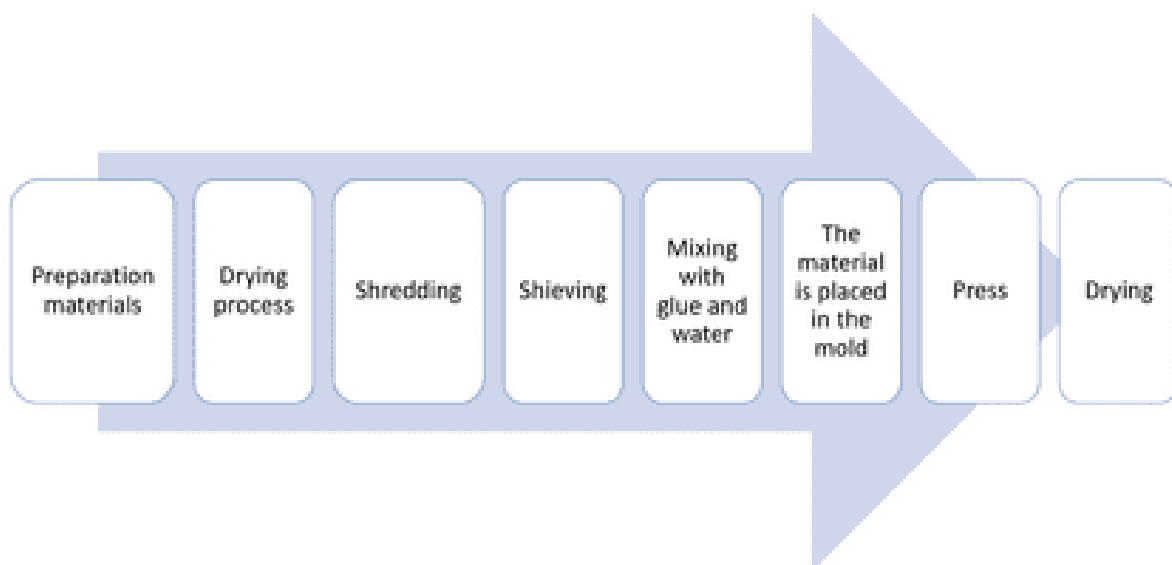 Preparation
materials
Drying
process
Shredding
Shieving
Mixing
with
glue and
water
The
material
is placed
in the
mold
Press
Drying